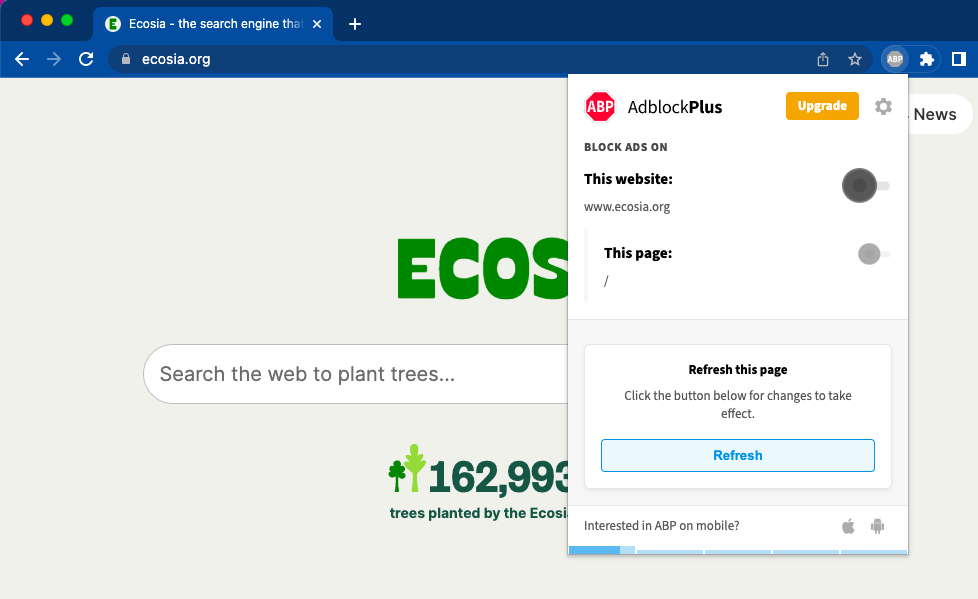 Ecosia - the search engine tha
ecosia.org
ABP
ABP AdblockPlus
Upgrade
News
BLOCK ADS ON
This website:
www.ecosia.org
This page:
/
ECOS
Search the web to plant trees...
Refresh this page
Click the button below for changes to take
effect.
Refresh
162,993
trees planted by the Ecosi
Interested in ABP on mobile?